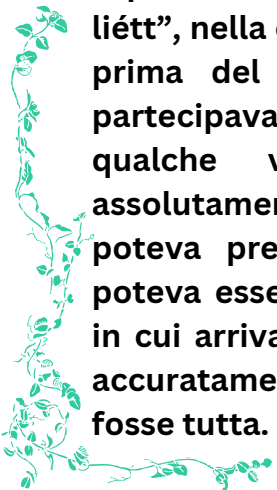 liétt”, nella
prima del
partecipava
qualche
assolutamen
poteva pre
poteva esse
in cui arriva
accuratame
fosse tutta.